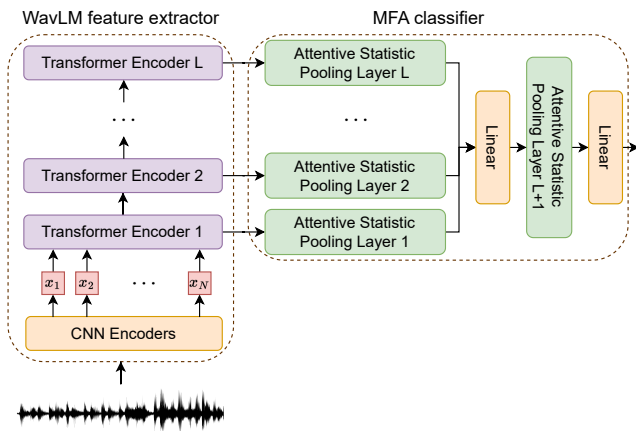 WavLM feature extractor
MFA classifier
Transformer Encoder L
Attentive Statistic
Pooling Layer L
...
...
Transformer Encoder 2
Attentive Statistic
Pooling Layer 2
Transformer Encoder 1
Attentive Statistic
Pooling Layer 1
Linear
Attentive Statistic
Pooling Layer L+1
Linear
x1
x2
...
xN
CNN Encoders